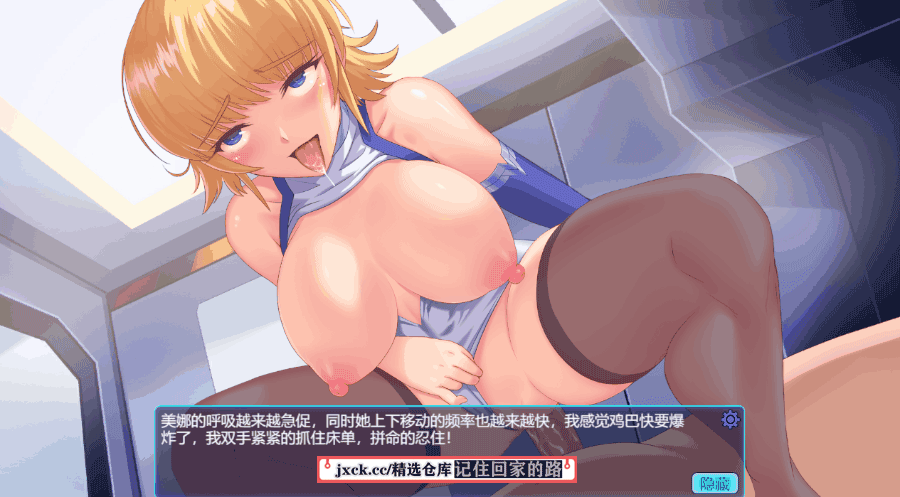 美娜的呼吸越来越急促，同时她上下移动的频率也越来越快，我感觉鸡巴快要爆
炸了，我双手紧紧的抓住床单，拼命的忍住！
jxck.cc/精选仓库记住回家的路
隐藏